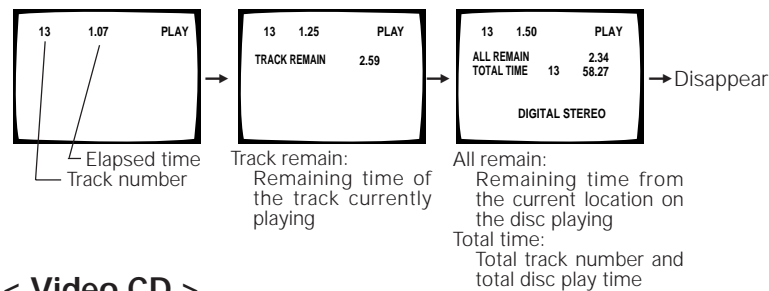 13 1.07 PLAY
Elapsed time
Track number
13 1.25 PLAY
TRACK REMAIN 2.59
Track remain:
Remaining time of
the track currently
playing
13 1.50 PLAY
ALL REMAIN 2.34
TOTAL TIME 13 58.27
DIGITAL STEREO
All remain:
Remaining time from
the current location on
the disc playing
Total time:
Total track number and
total disc play time
Disappear
< Video CD >